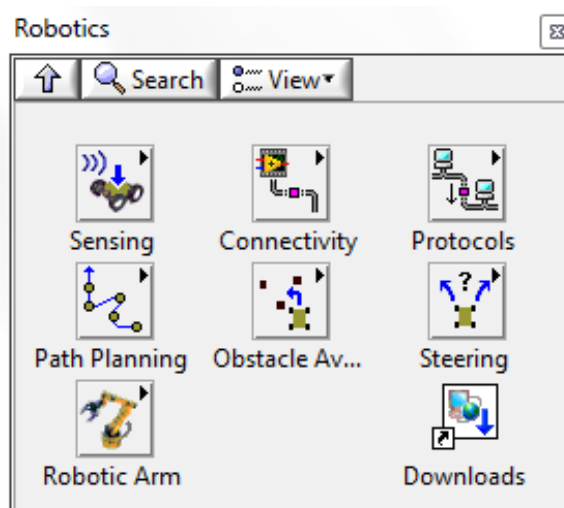 Robotics
Search View
Sensing Connectivity Protocols
?
Path Planning Obstacle Av... Steering
Robotic Arm Downloads